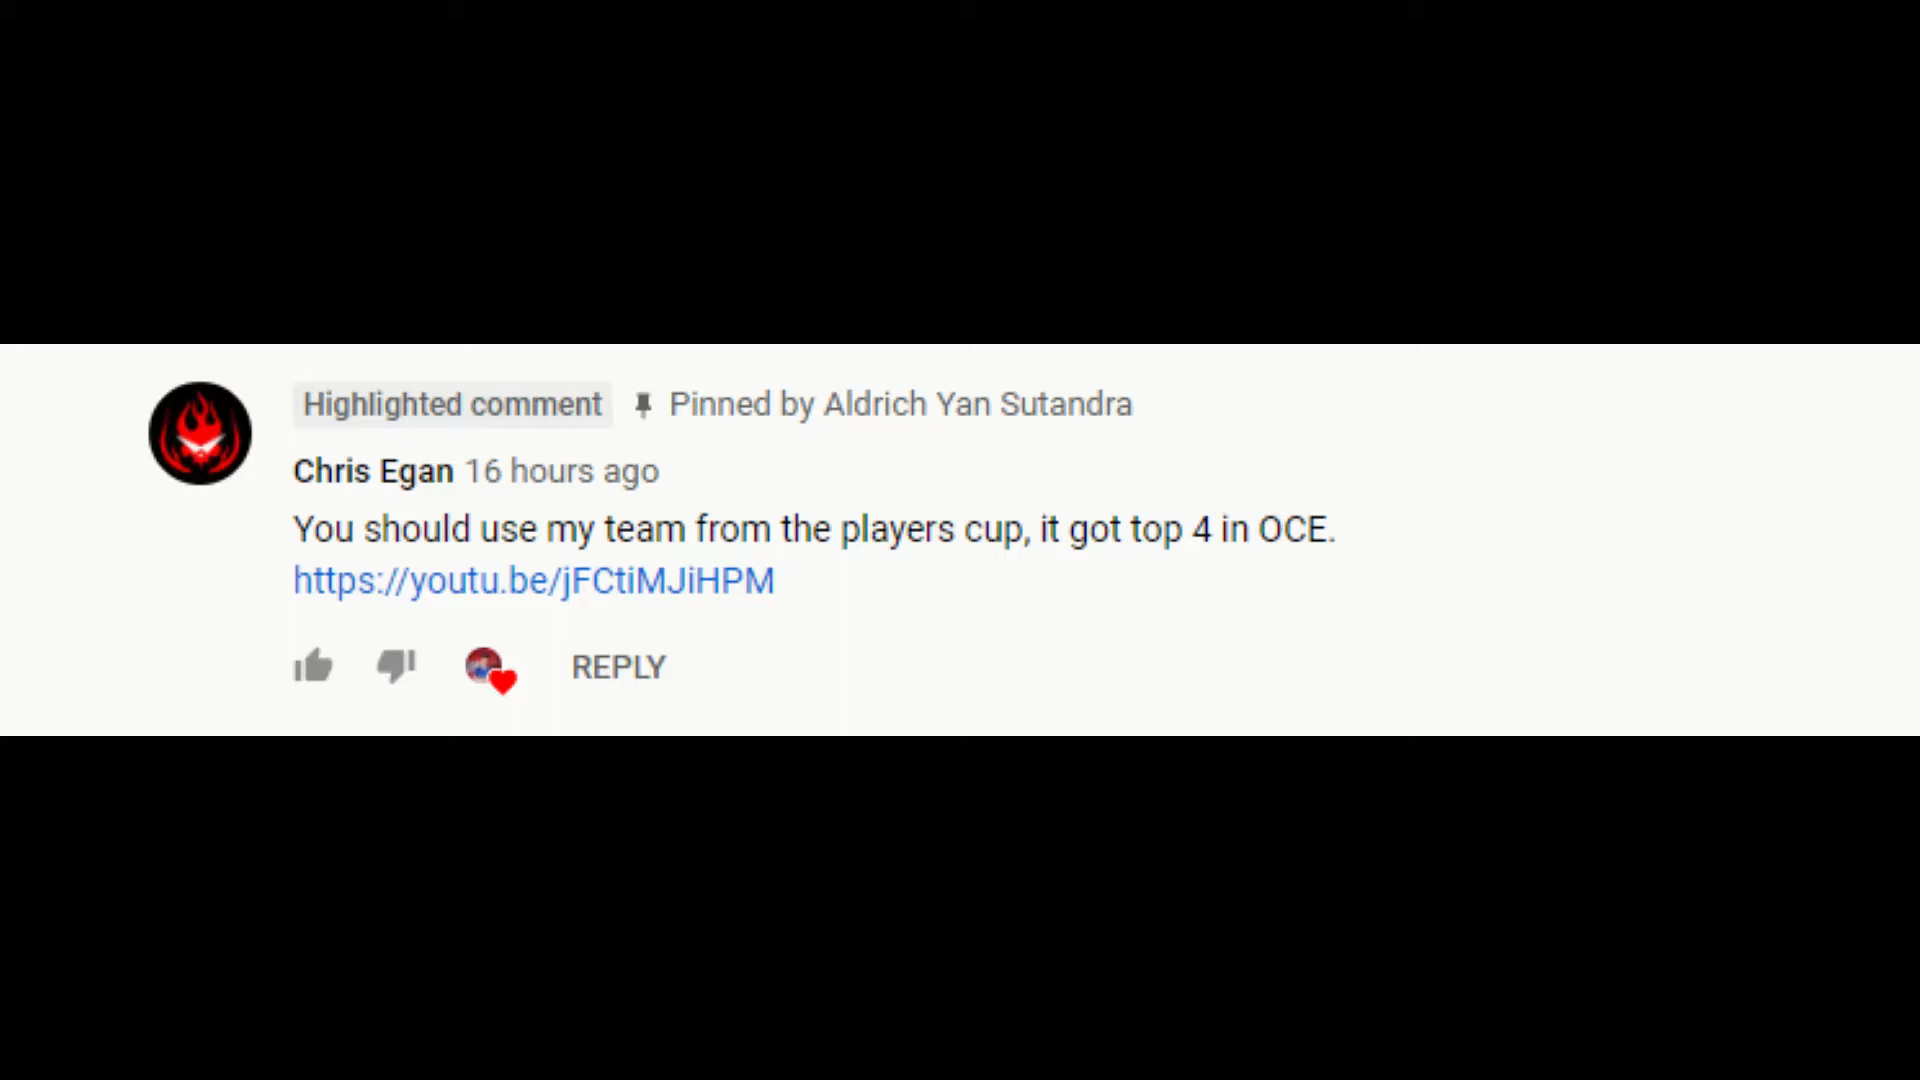 Highlighted comment Pinned by Aldrich Yan Sutandra
Chris Egan 16 hours ago
You should use my team from the players cup, it got top 4 in OCE.
https://youtu.be/jFCtiMJiHPM
REPLY